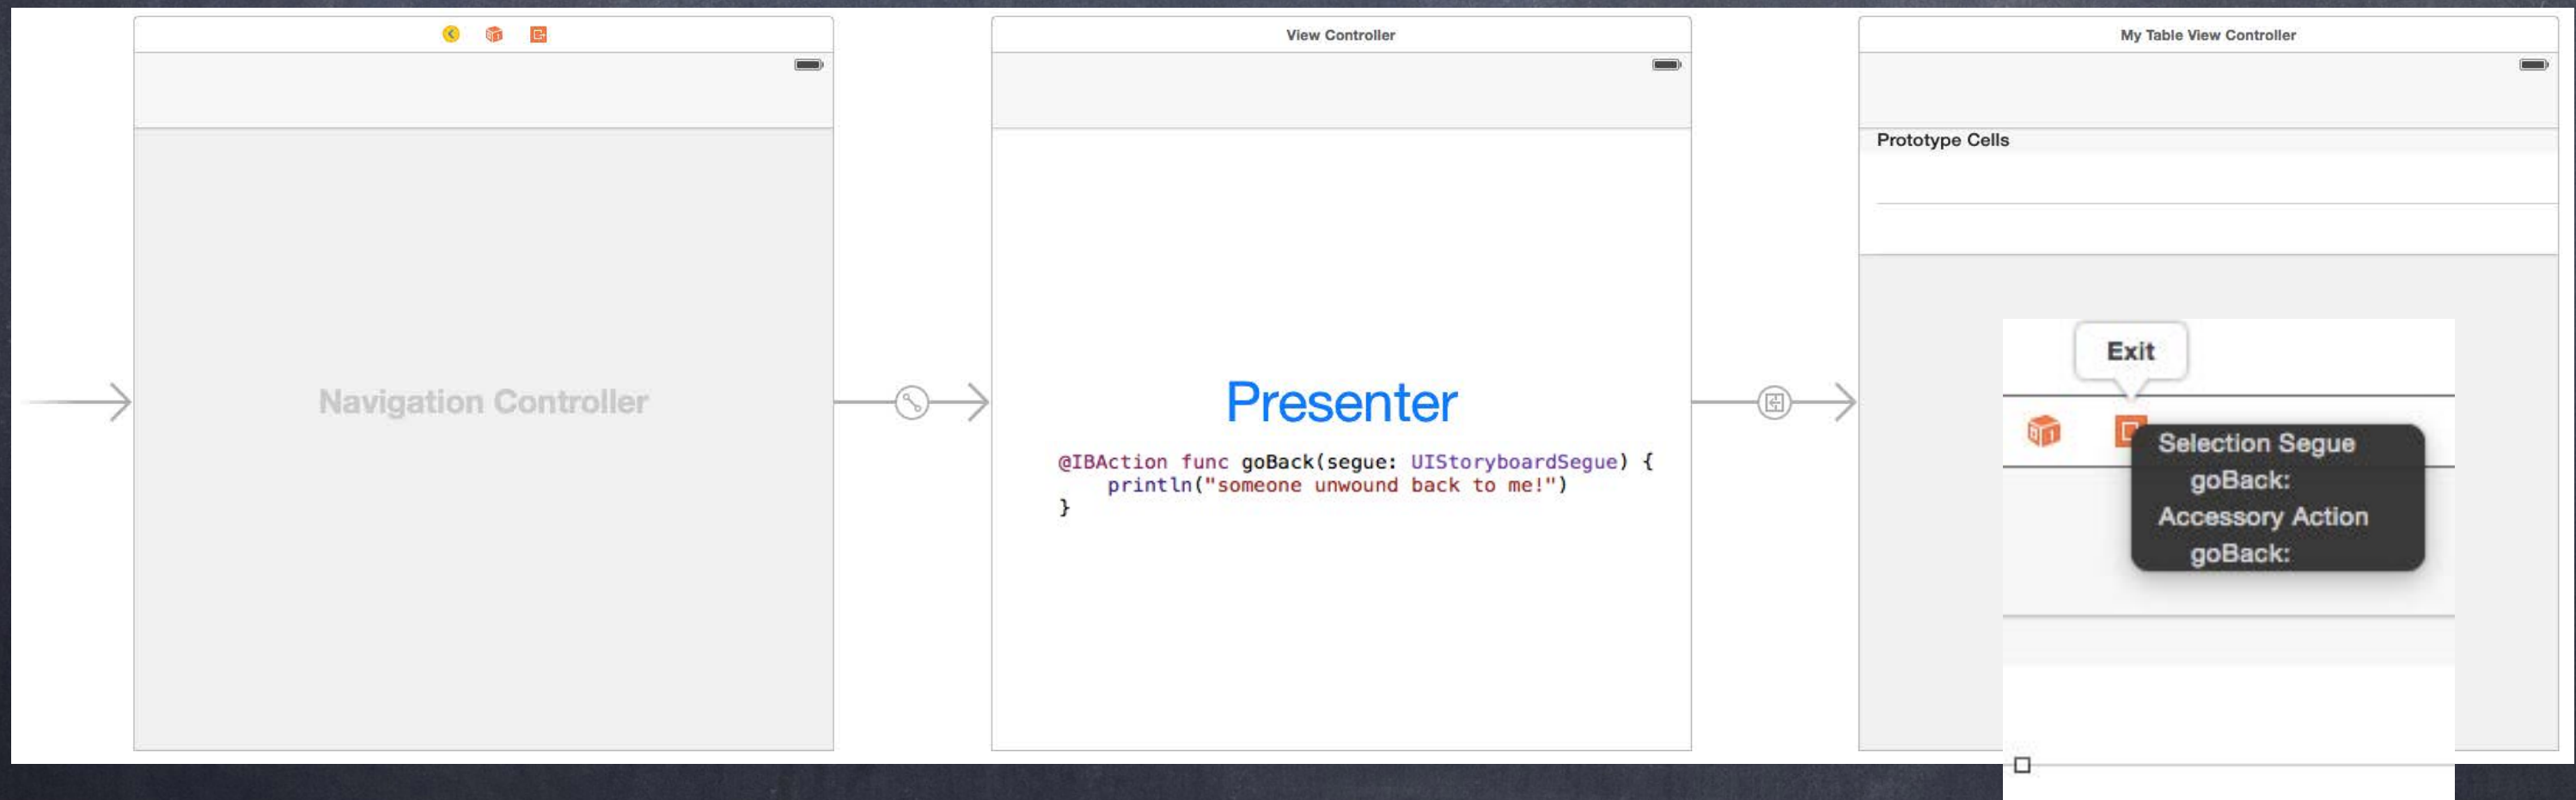 View Controller
My Table View Controller
Prototype Cells
Navigation Controller
Presenter
@IBAction func goBack(segue: UIStoryboardSegue) {
println("someone unwound back to me!")
}
Exit
Selection Segue
goBack:
Accessory Action
goBack: